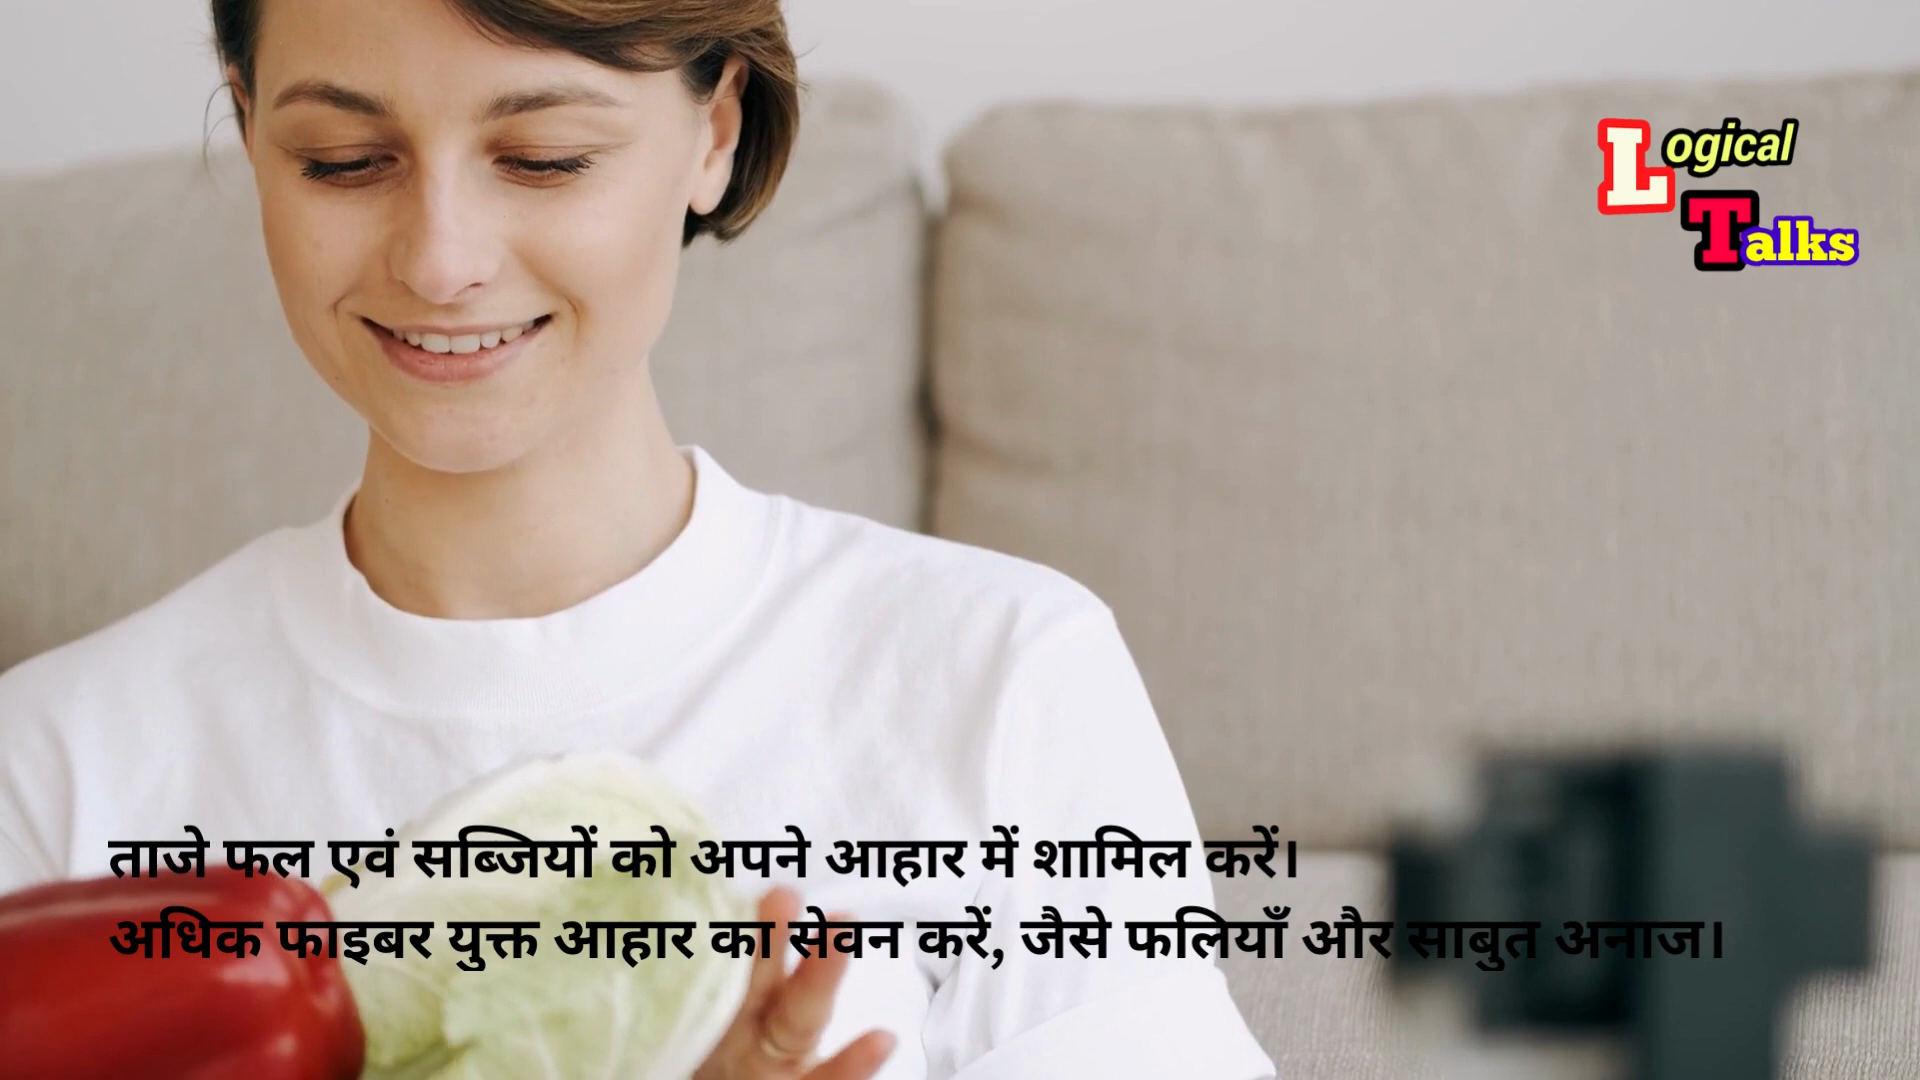 Logical
Talks
ताजे फल एवं सब्जियों को अपने आहार में शामिल करें।
अधिक फाइबर युक्त आहार का सेवन करें, जैसे फलियाँ और साबुत अनाज।